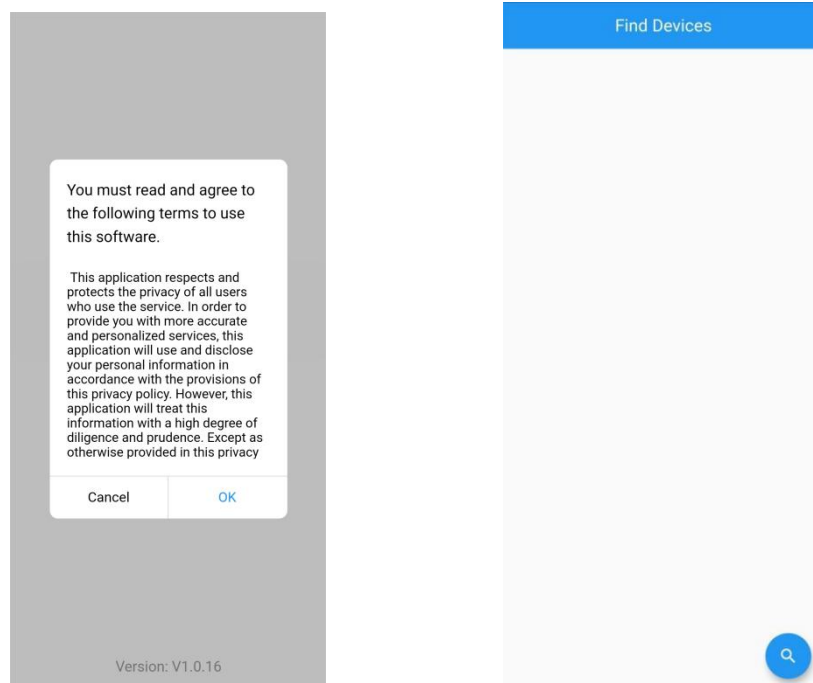 You must read and agree to
the following terms to use
this software.
This application respects and
protects the privacy of all users
who use the service. In order to
provide you with more accurate
and personalized services, this
application will use and disclose
your personal information in
accordance with the provisions of
this privacy policy. However, this
application will treat this
information with a high degree of
diligence and prudence. Except as
otherwise provided in this privacy
Cancel
OK
Version: V1.0.16
Find Devices